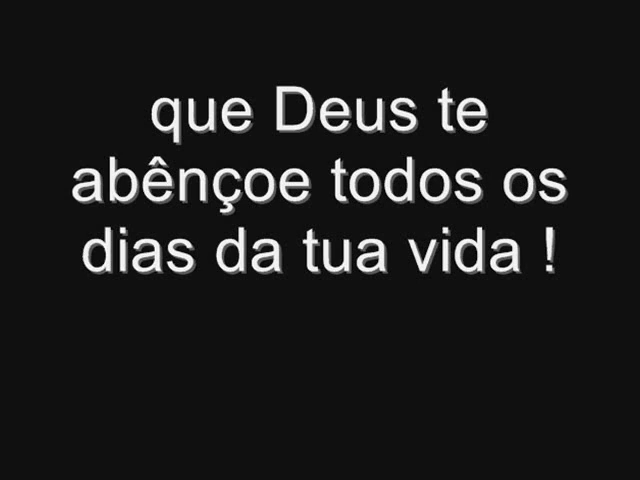 que Deus te
abênçoe todos os
dias da tua vida !